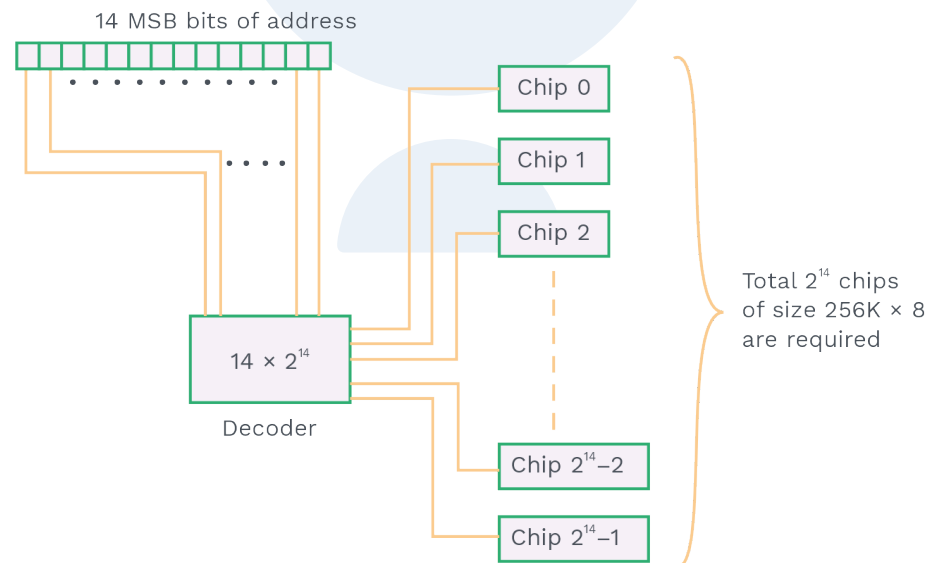 14 MSB bits of address
Chip 0
Chip 1
Chip 2
Total 2¹⁴ chips
of size 256K × 8
are required
14 × 2¹⁴
Decoder
Chip 2¹⁴–2
Chip 2¹⁴–1